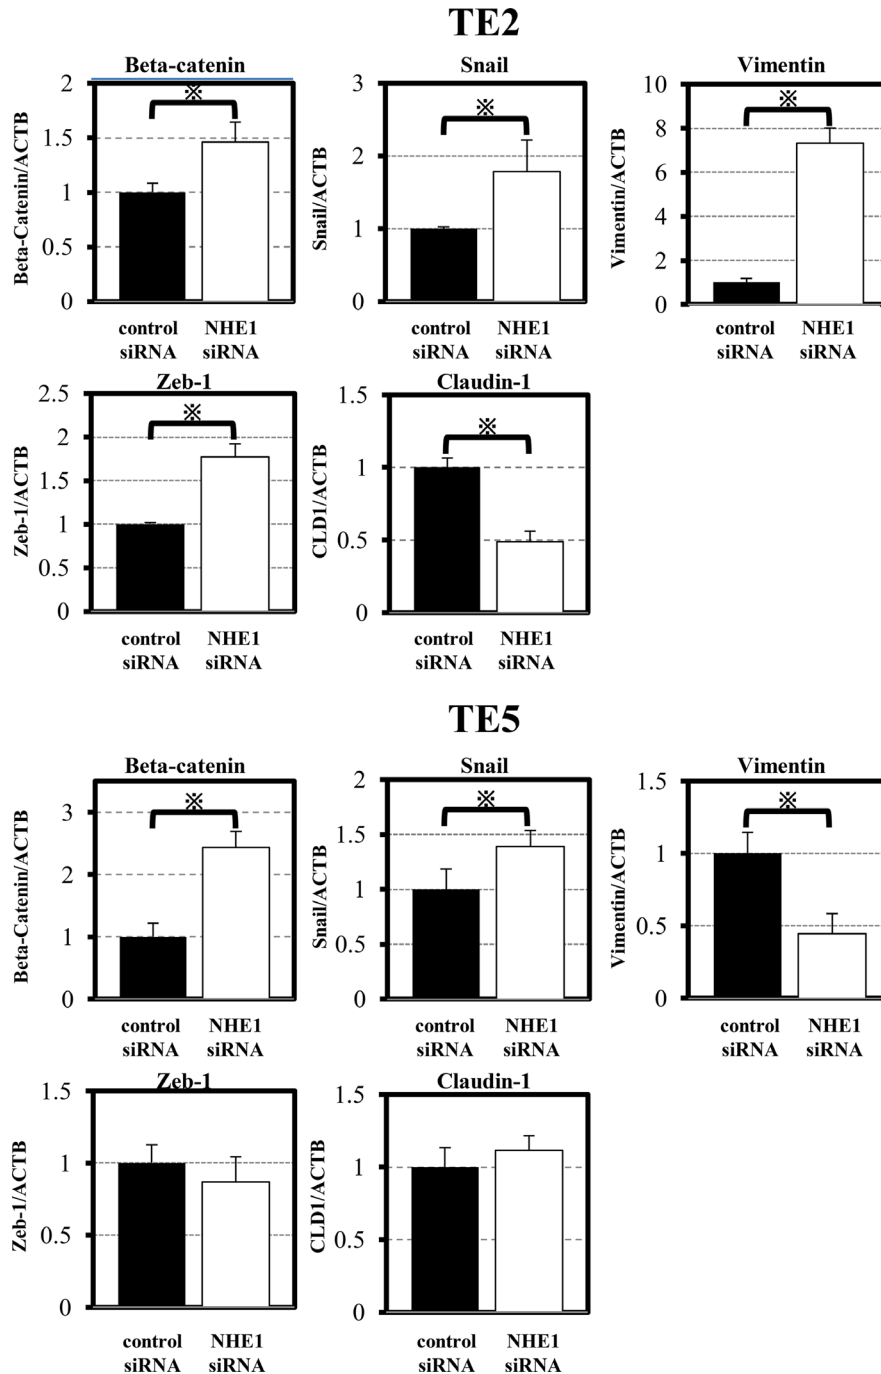 TE2
Beta-catenin
Snail
Vimentin
Beta-Catenin/ACTB
2
1.5
1
0.5
0
※
control siRNA
NHE1 siRNA
Snail/ACTB
3
2
1
0
※
control siRNA
NHE1 siRNA
Vimentin/ACTB
10
8
6
4
2
0
※
control siRNA
NHE1 siRNA
Zeb-1
Claudin-1
Zeb-1/ACTB
2.5
2
1.5
1
0.5
0
※
control siRNA
NHE1 siRNA
CLD1/ACTB
1.5
1
0.5
0
※
control siRNA
NHE1 siRNA
TE5
Beta-catenin
Snail
Vimentin
Beta-Catenin/ACTB
3
2
1
0
※
control siRNA
NHE1 siRNA
Snail/ACTB
2
1.5
1
0.5
0
※
control siRNA
NHE1 siRNA
Vimentin/ACTB
1.5
1
0.5
0
※
control siRNA
NHE1 siRNA
Zeb-1
Claudin-1
Zeb-1/ACTB
1.5
1
0.5
0
control siRNA
NHE1 siRNA
CLD1/ACTB
1.5
1
0.5
0
control siRNA
NHE1 siRNA